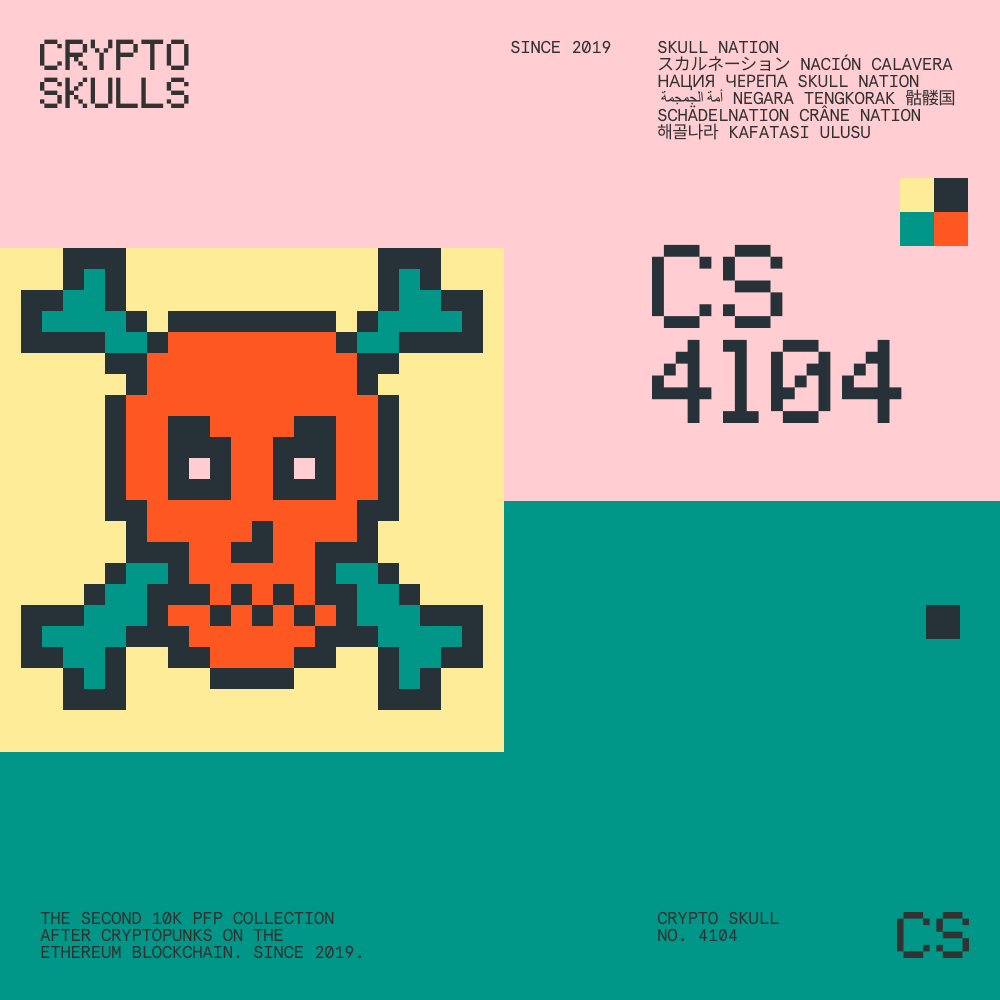 CRYPTO
SKULLS
SINCE 2019
SKULL NATION
スカルネーション NACIÓN CALAVERA
НАЦИЯ ЧЕРЕПА SKULL NATION
أمة الجمجمة NEGARA TENGKORAK 骷髅国
SCHÄDELNATION CRÂNE NATION
해골나라 KAFATASI ULUSU
CS
4104
THE SECOND 10K PFP COLLECTION
AFTER CRYPTOPUNKS ON THE
ETHEREUM BLOCKCHAIN. SINCE 2019.
CRYPTO SKULL
NO. 4104
CS